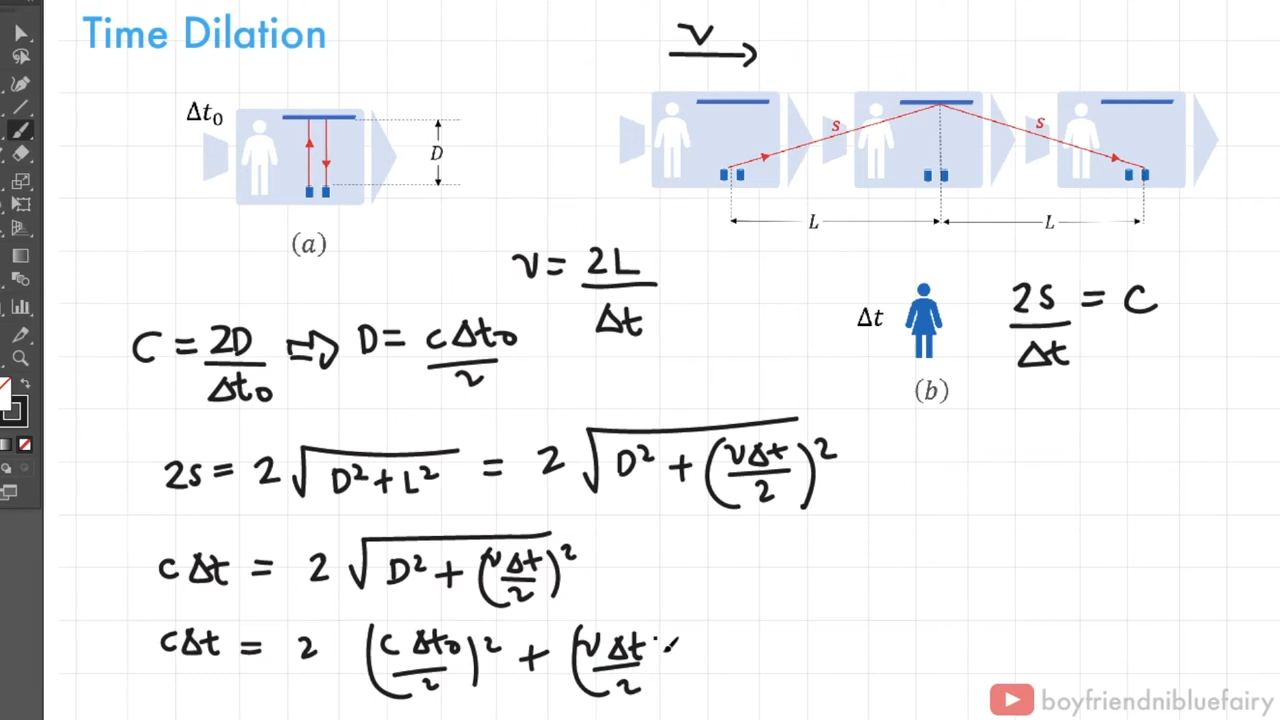 Time Dilation
v
Δt₀
D
s s
L L
(a)
v = 2L/Δt
Δt
2s/Δt = c
(b)
C = 2D/Δt₀ ⇒ D = cΔt₀/2
2s = 2√(D² + L²) = 2√(D² + (vΔt/2)²)
cΔt = 2√(D² + (vΔt/2)²)
cΔt = 2 (cΔt₀/2)² + (vΔt/2
boyfriendnibluefairy